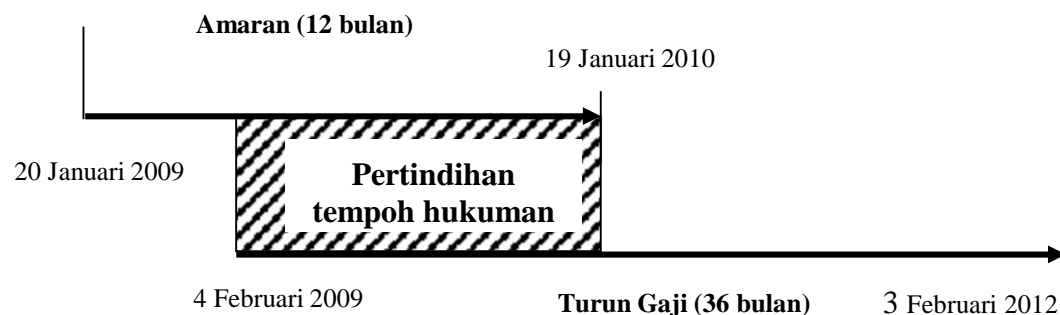 Amaran (12 bulan)
19 Januari 2010
20 Januari 2009
Pertindihan
tempoh hukuman
4 Februari 2009
Turun Gaji (36 bulan)
3 Februari 2012